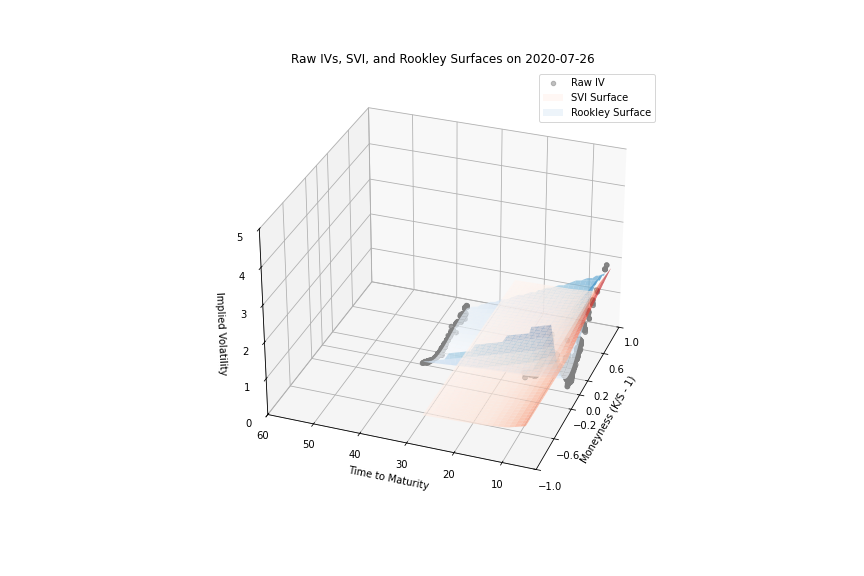 Raw IVs, SVI, and Rookley Surfaces on 2020-07-26
Raw IV
SVI Surface
Rookley Surface
5
4
3
2
1
0
Implied Volatility
60
50
40
30
20
10
Time to Maturity
1.0
0.6
0.2
0.0
−0.2
−0.6
−1.0
Moneyness (K/S - 1)